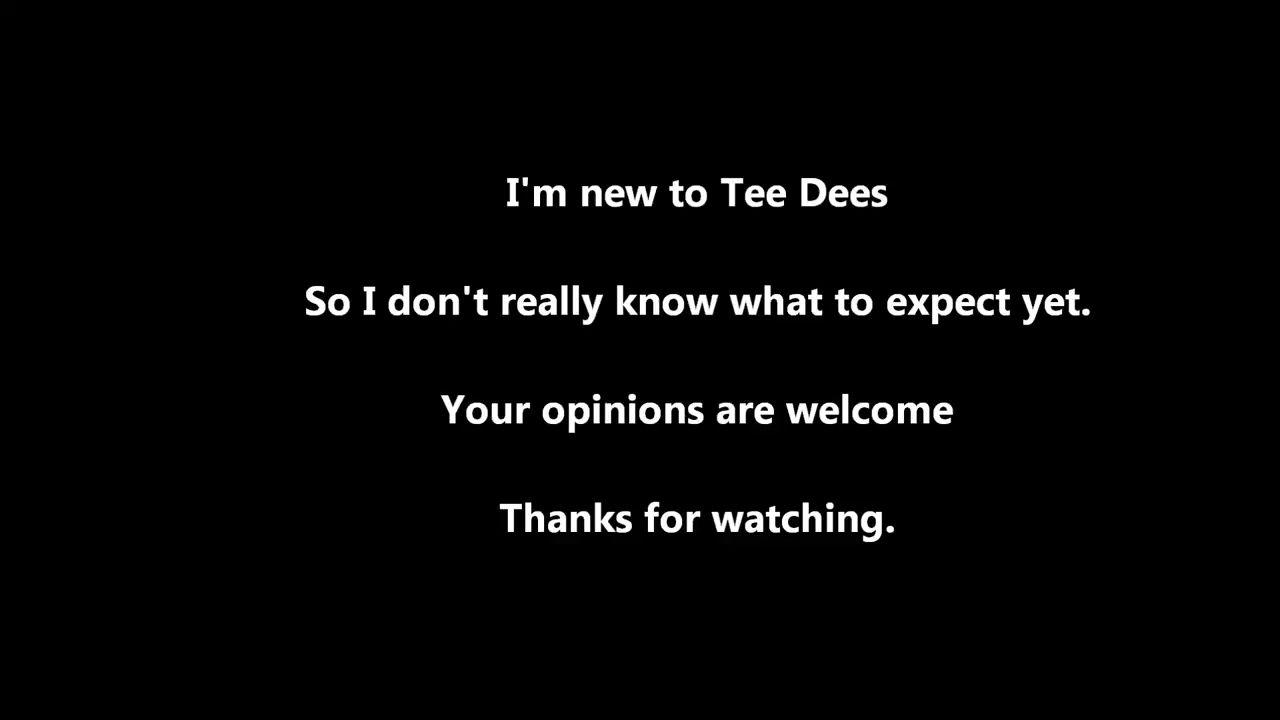 I'm new to Tee Dees
So I don't really know what to expect yet.
Your opinions are welcome
Thanks for watching.